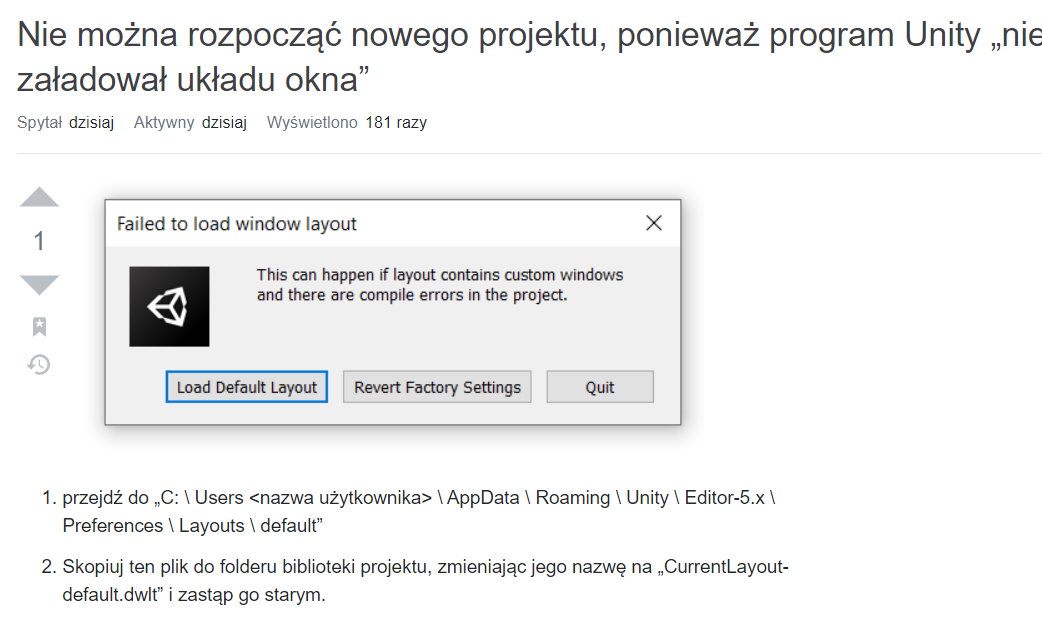 Nie można rozpocząć nowego projektu, ponieważ program Unity „nie
załadował układu okna”
Spytał dzisiaj Aktywny dzisiaj Wyświetlono 181 razy
Failed to load window layout
1
This can happen if layout contains custom windows
and there are compile errors in the project.
Load Default Layout Revert Factory Settings Quit
1. przejdź do „C: \ Users <nazwa użytkownika> \ AppData \ Roaming \ Unity \ Editor-5.x \
Preferences \ Layouts \ default”
2. Skopiuj ten plik do folderu biblioteki projektu, zmieniając jego nazwę na „CurrentLayout-
default.dwlt” i zastąp go starym.